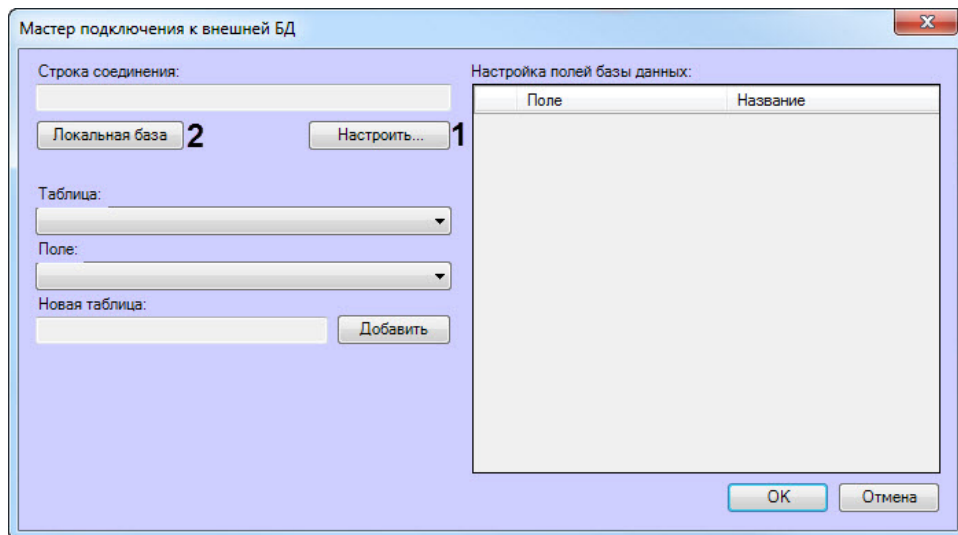 Мастер подключения к внешней БД
x
Строка соединения:
Локальная база 2
Настроить... 1
Таблица:
Поле:
Новая таблица:
Добавить
Настройка полей базы данных:
Поле Название
OK Отмена